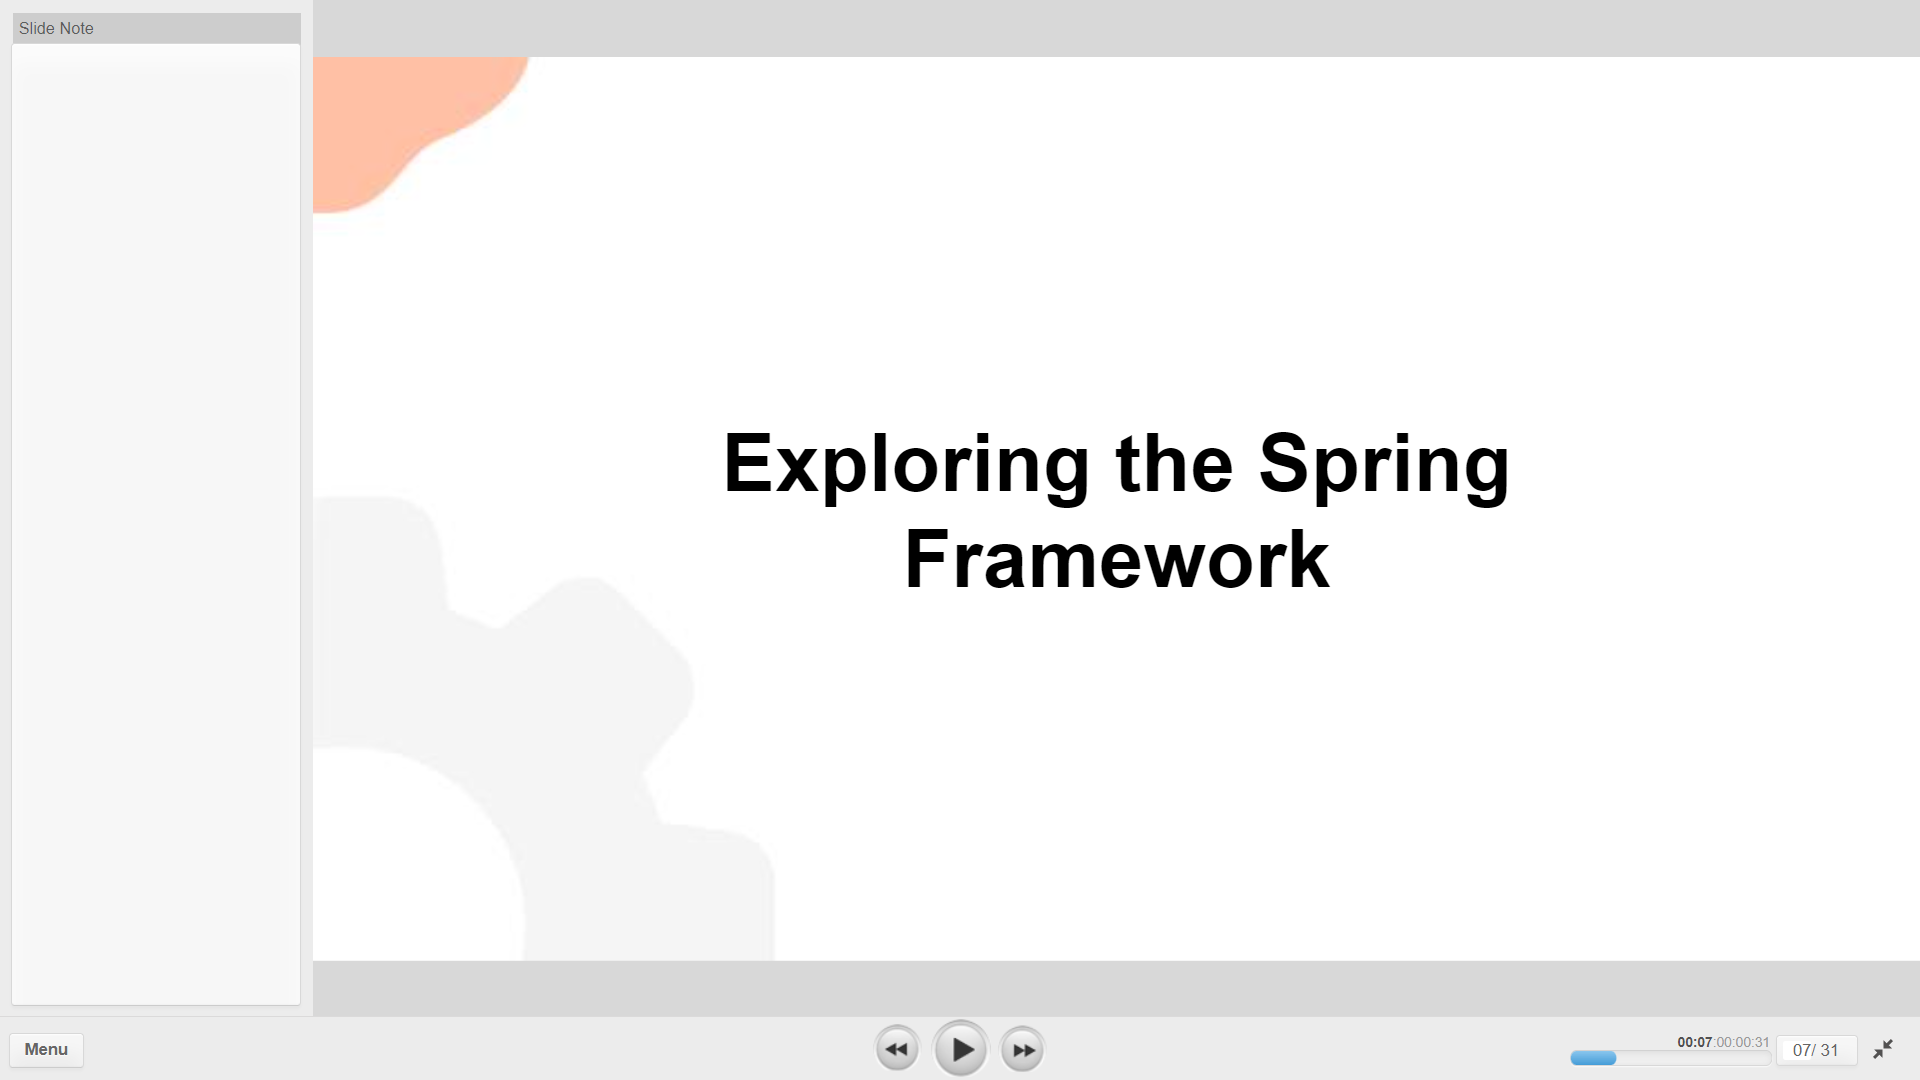 Slide Note
Exploring the Spring
Framework
Menu
00:07:00:00:31
07/ 31